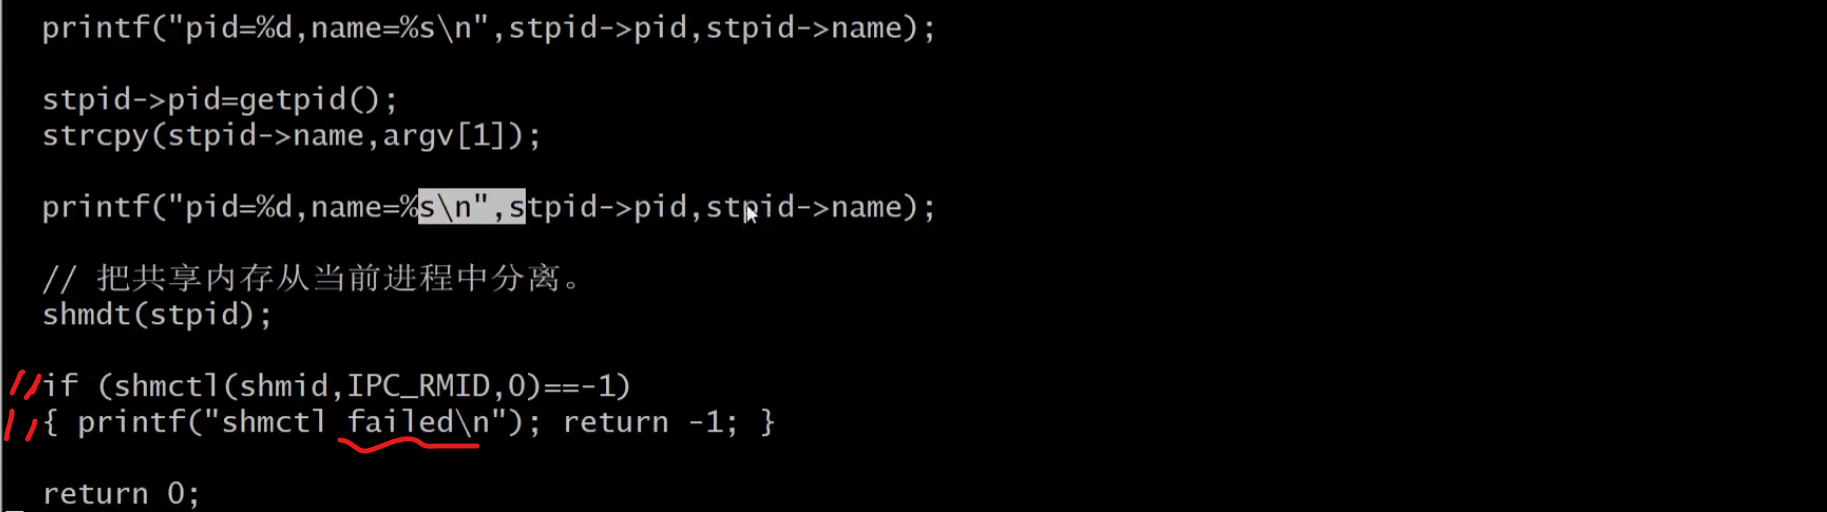 printf("pid=%d,name=%s\n",stpid->pid,stpid->name);
stpid->pid=getpid();
strcpy(stpid->name,argv[1]);
printf("pid=%d,name=%s\n",stpid->pid,stpid->name);
// 把共享内存从当前进程中分离。
shmdt(stpid);
//if (shmctl(shmid,IPC_RMID,0)==-1)
//{ printf("shmctl failed\n"); return -1; }
return 0;